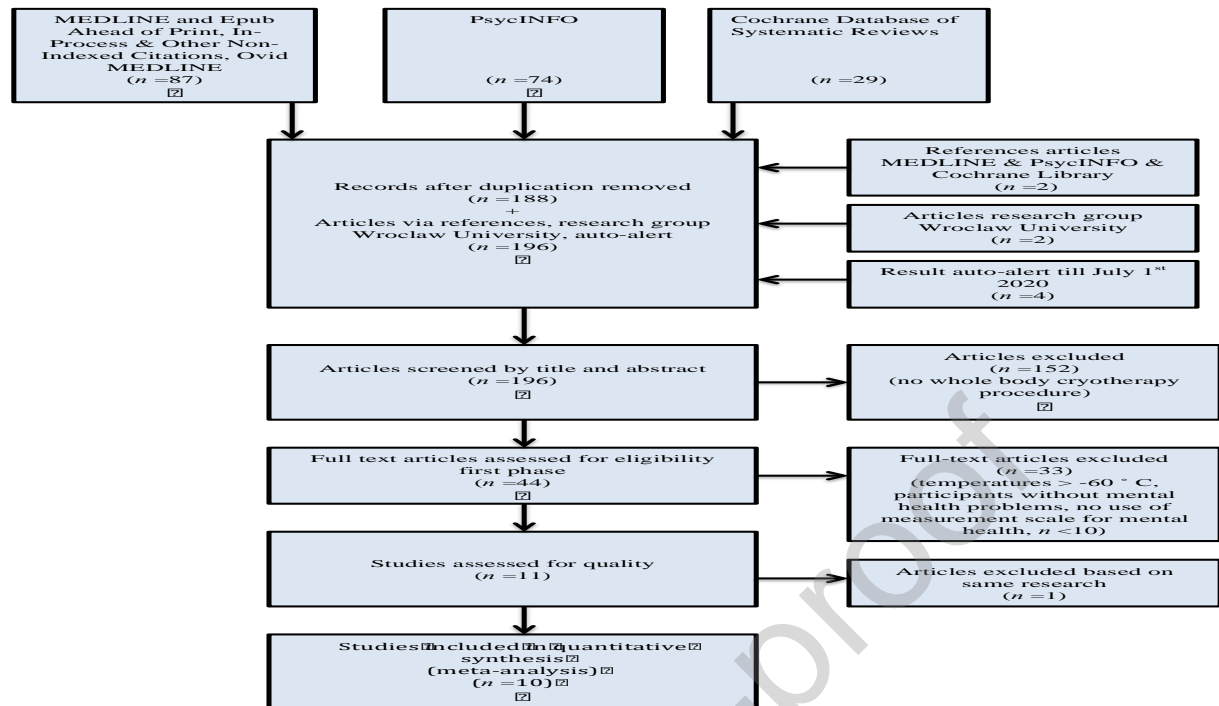 MEDLINE and Epub
Ahead of Print, In-
Process & Other Non-
Indexed Citations, Ovid
MEDLINE
(n =87)
PsycINFO
(n =74)
Cochrane Database of
Systematic Reviews
(n =29)
Records after duplication removed
(n =188)
+
Articles via references, research group
Wroclaw University, auto-alert
(n =196)
References articles
MEDLINE & PsycINFO &
Cochrane Library
(n =2)
Articles research group
Wroclaw University
(n =2)
Result auto-alert till July 1st
2020
(n =4)
Articles screened by title and abstract
(n =196)
Articles excluded
(n =152)
(no whole body cryotherapy
procedure)
Full text articles assessed for eligibility
first phase
(n =44)
Full-text articles excluded
(n =33)
(temperatures > -60 ° C,
participants without mental
health problems, no use of
measurement scale for mental
health, n <10)
Studies assessed for quality
(n =11)
Articles excluded based on
same research
(n =1)
Studies included in quantitative
synthesis
(meta-analysis)
(n =10)
proof